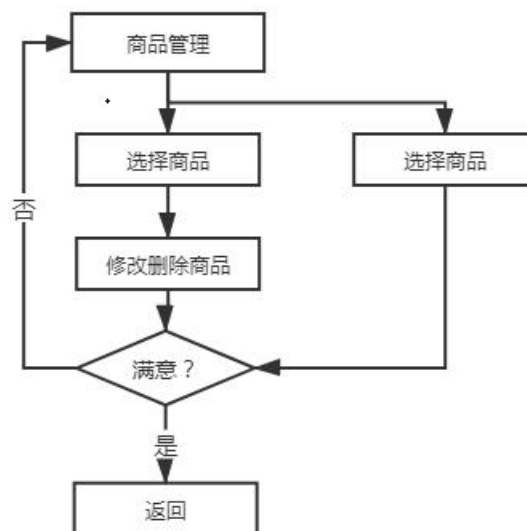 商品管理
选择商品
选择商品
否
修改删除商品
满意？
是
返回